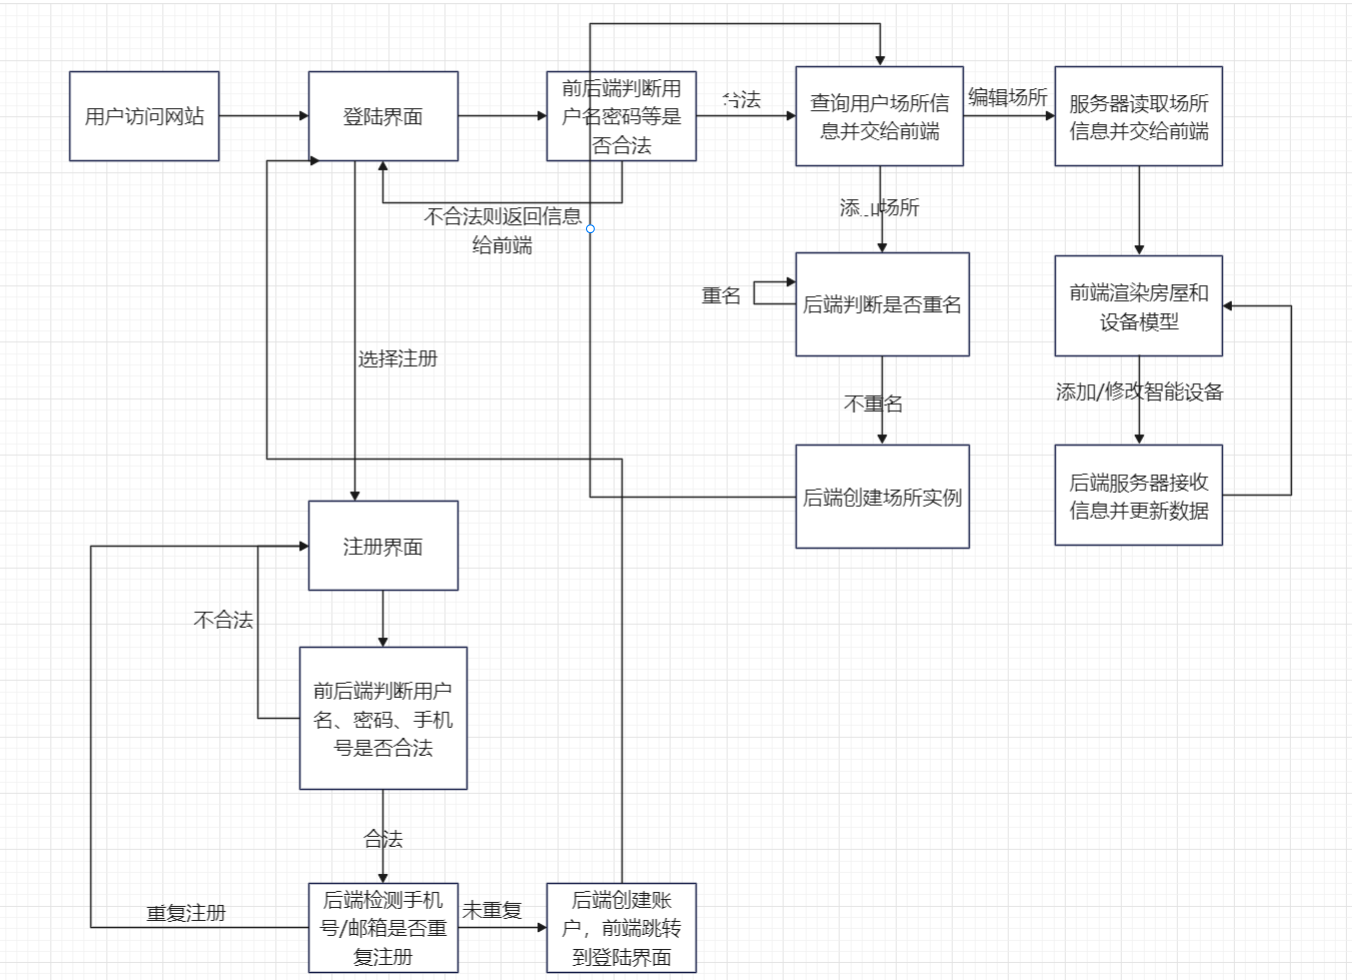 用户访问网站
登陆界面
前后端判断用
户名密码等是
否合法
合法
查询用户场所信
息并交给前端
编辑场所
服务器读取场所
信息并交给前端
不合法则返回信息
给前端
添加场所
重名
后端判断是否重名
前端渲染房屋和
设备模型
选择注册
不重名
添加/修改智能设备
后端创建场所实例
后端服务器接收
信息并更新数据
注册界面
不合法
前后端判断用户
名、密码、手机
号是否合法
合法
重复注册
后端检测手机
号/邮箱是否重
复注册
未重复
后端创建账
户，前端跳转
到登陆界面